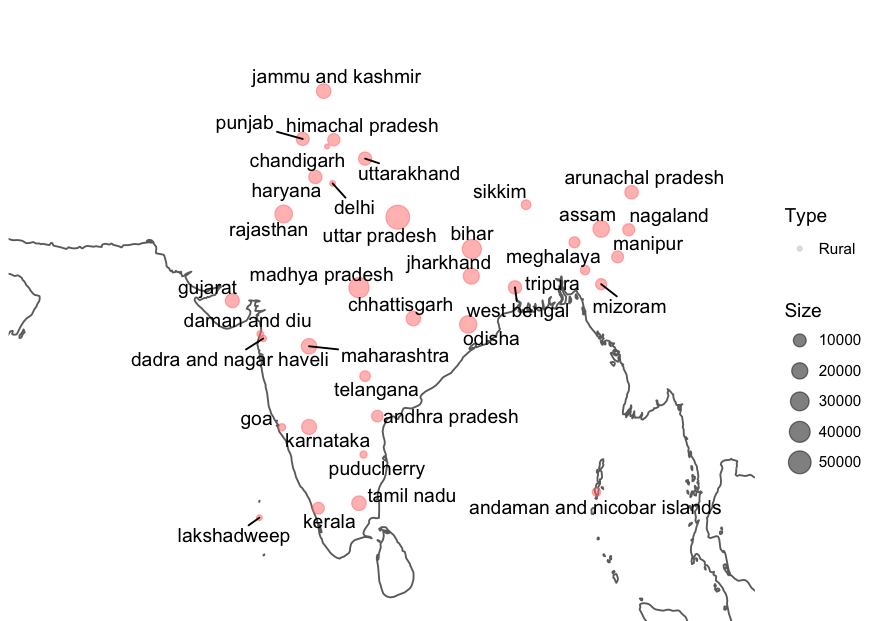 jammu and kashmir
punjab
himachal pradesh
chandigarh
uttarakhand
haryana
delhi
sikkim
arunachal pradesh
rajasthan
uttar pradesh
bihar
assam
nagaland
manipur
meghalaya
jharkhand
madhya pradesh
gujarat
tripura
chhattisgarh
west bengal
mizoram
daman and diu
odisha
dadra and nagar haveli
maharashtra
telangana
goa
andhra pradesh
karnataka
puducherry
tamil nadu
andaman and nicobar islands
kerala
lakshadweep
Type
Rural
Size
10000
20000
30000
40000
50000